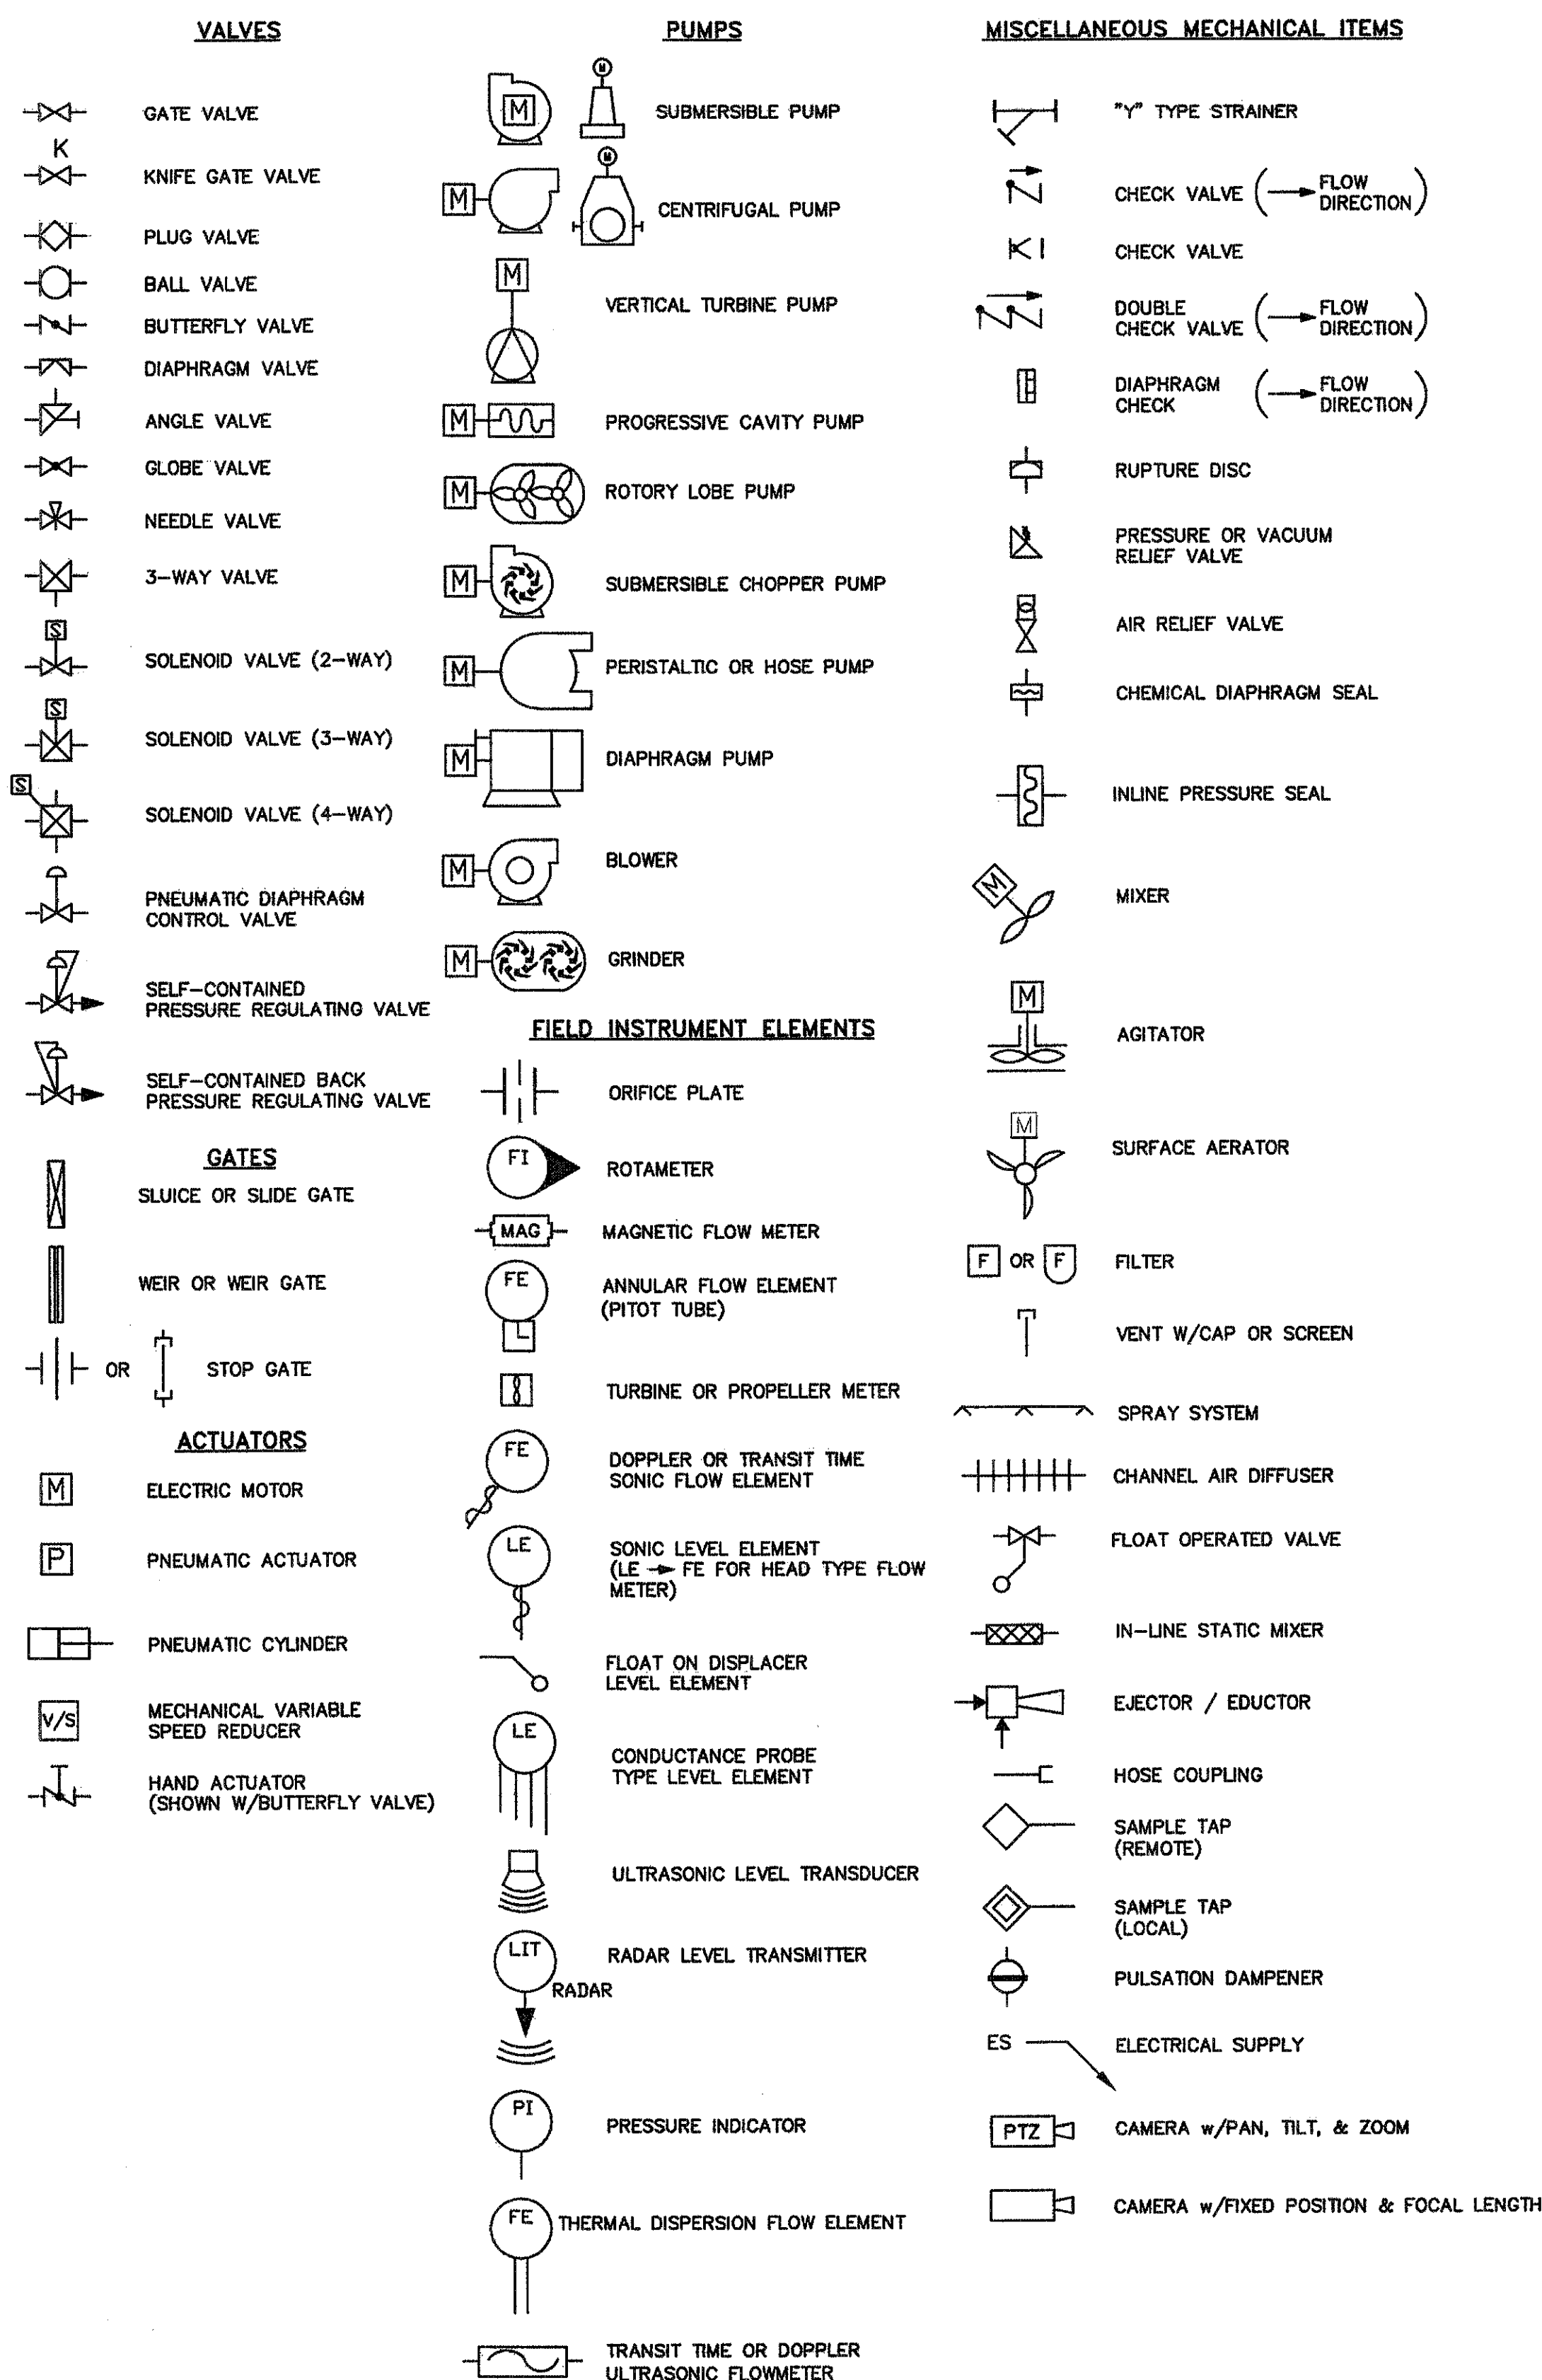 VALVES
GATE VALVE
K
KNIFE GATE VALVE
PLUG VALVE
BALL VALVE
BUTTERFLY VALVE
DIAPHRAGM VALVE
ANGLE VALVE
GLOBE VALVE
NEEDLE VALVE
3-WAY VALVE
S
SOLENOID VALVE (2-WAY)
S
SOLENOID VALVE (3-WAY)
S
SOLENOID VALVE (4-WAY)
PNEUMATIC DIAPHRAGM
CONTROL VALVE
SELF-CONTAINED
PRESSURE REGULATING VALVE
SELF-CONTAINED BACK
PRESSURE REGULATING VALVE
GATES
SLUICE OR SLIDE GATE
WEIR OR WEIR GATE
OR STOP GATE
ACTUATORS
M ELECTRIC MOTOR
P PNEUMATIC ACTUATOR
PNEUMATIC CYLINDER
V/S MECHANICAL VARIABLE
SPEED REDUCER
HAND ACTUATOR
(SHOWN W/BUTTERFLY VALVE)
PUMPS
M M SUBMERSIBLE PUMP
M M CENTRIFUGAL PUMP
M
VERTICAL TURBINE PUMP
M PROGRESSIVE CAVITY PUMP
M ROTORY LOBE PUMP
M SUBMERSIBLE CHOPPER PUMP
M PERISTALTIC OR HOSE PUMP
M DIAPHRAGM PUMP
M BLOWER
M GRINDER
FIELD INSTRUMENT ELEMENTS
ORIFICE PLATE
FI ROTAMETER
MAG MAGNETIC FLOW METER
FE ANNULAR FLOW ELEMENT
(PITOT TUBE)
TURBINE OR PROPELLER METER
FE DOPPLER OR TRANSIT TIME
SONIC FLOW ELEMENT
LE SONIC LEVEL ELEMENT
(LE → FE FOR HEAD TYPE FLOW
METER)
FLOAT ON DISPLACER
LEVEL ELEMENT
LE
CONDUCTANCE PROBE
TYPE LEVEL ELEMENT
ULTRASONIC LEVEL TRANSDUCER
LIT RADAR LEVEL TRANSMITTER
RADAR
PI PRESSURE INDICATOR
FE THERMAL DISPERSION FLOW ELEMENT
TRANSIT TIME OR DOPPLER
ULTRASONIC FLOWMETER
MISCELLANEOUS MECHANICAL ITEMS
"Y" TYPE STRAINER
CHECK VALVE (→ FLOW
DIRECTION)
CHECK VALVE
DOUBLE
CHECK VALVE (→ FLOW
DIRECTION)
DIAPHRAGM
CHECK (→ FLOW
DIRECTION)
RUPTURE DISC
PRESSURE OR VACUUM
RELIEF VALVE
AIR RELIEF VALVE
CHEMICAL DIAPHRAGM SEAL
INLINE PRESSURE SEAL
M MIXER
M
AGITATOR
M
SURFACE AERATOR
F OR F FILTER
VENT W/CAP OR SCREEN
SPRAY SYSTEM
CHANNEL AIR DIFFUSER
FLOAT OPERATED VALVE
IN-LINE STATIC MIXER
EJECTOR / EDUCTOR
HOSE COUPLING
SAMPLE TAP
(REMOTE)
SAMPLE TAP
(LOCAL)
PULSATION DAMPENER
ES ELECTRICAL SUPPLY
PTZ CAMERA w/PAN, TILT, & ZOOM
CAMERA w/FIXED POSITION & FOCAL LENGTH